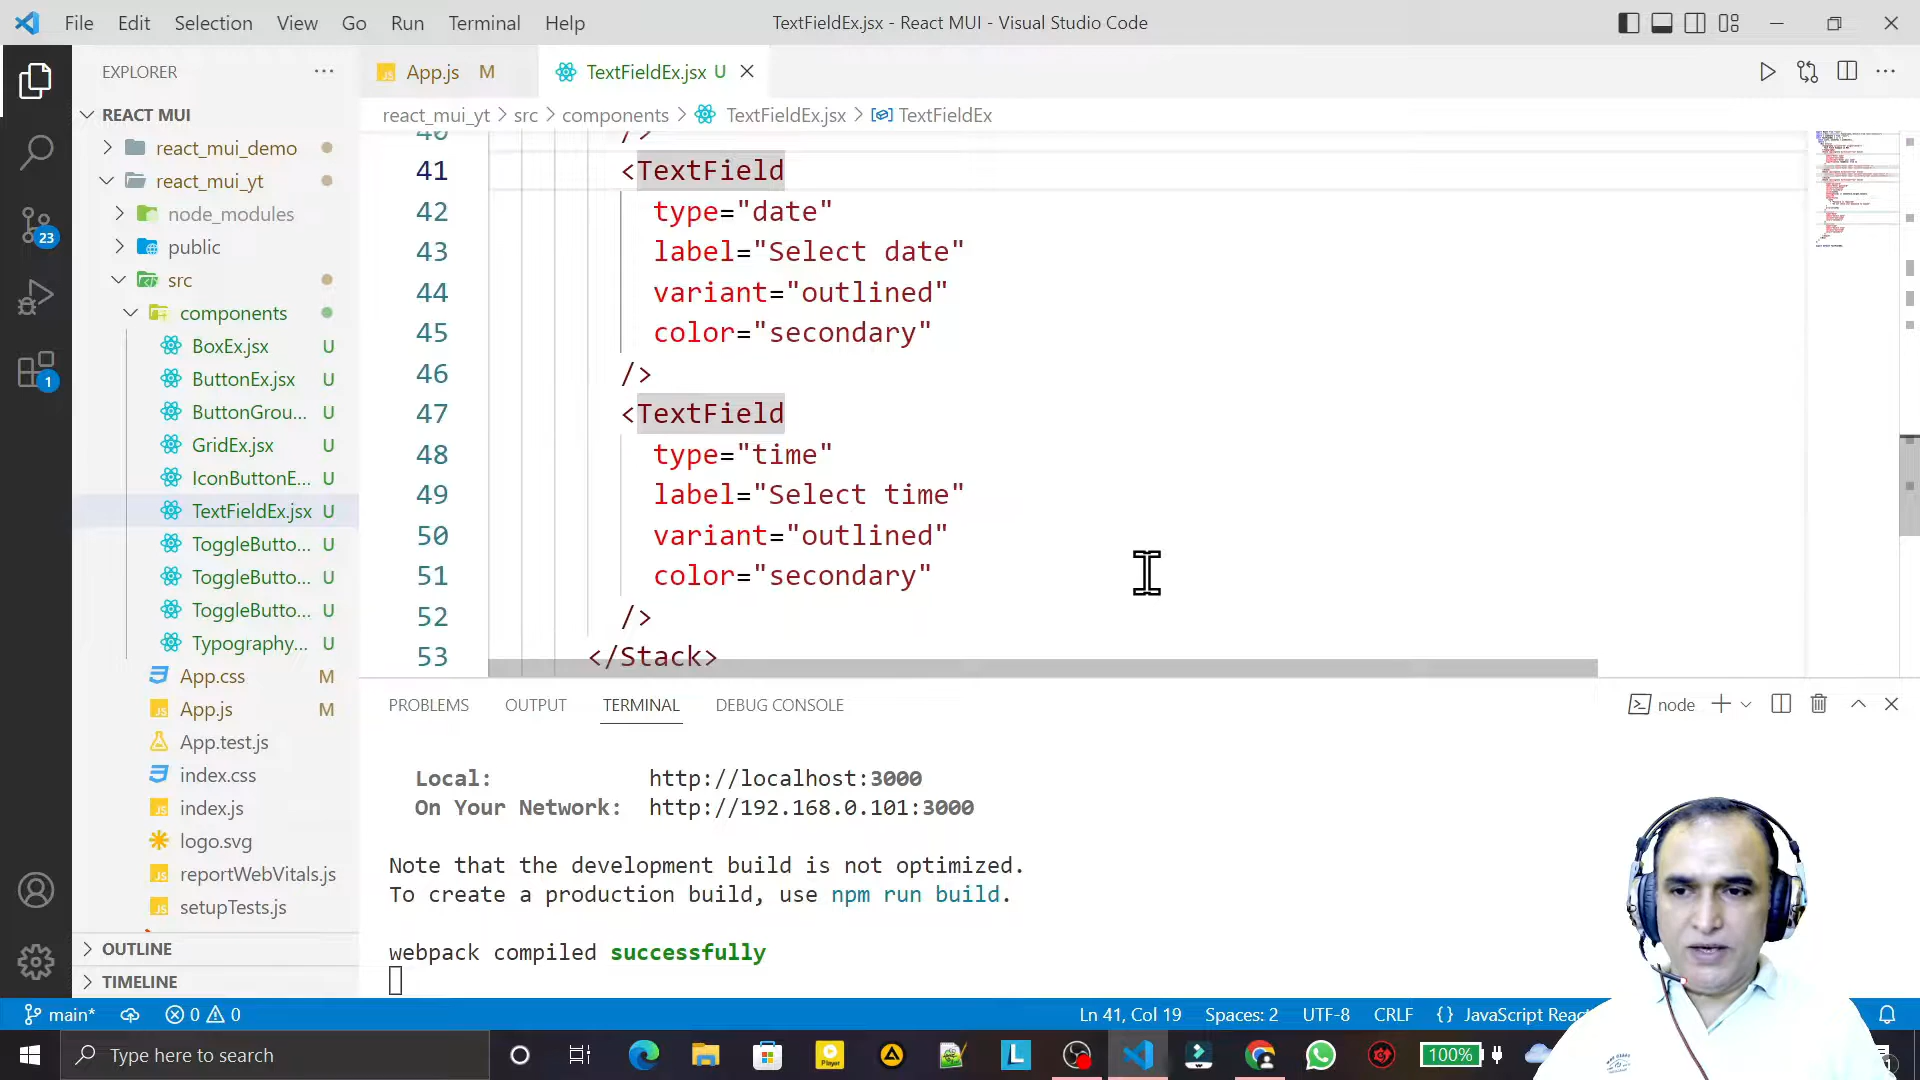 File Edit Selection View Go Run Terminal Help
TextFieldEx.jsx - React MUI - Visual Studio Code
EXPLORER
App.js M
TextFieldEx.jsx U
react_mui_yt > src > components > TextFieldEx.jsx > TextFieldEx
REACT MUI
react_mui_demo
react_mui_yt
node_modules
public
src
components
BoxEx.jsx U
ButtonEx.jsx U
ButtonGrou... U
GridEx.jsx U
IconButtonE... U
TextFieldEx.jsx U
ToggleButto... U
ToggleButto... U
ToggleButto... U
Typography... U
App.css M
App.js M
App.test.js
index.css
index.js
logo.svg
reportWebVitals.js
setupTests.js
OUTLINE
TIMELINE
23
1
40 />
41 <TextField
42 type="date"
43 label="Select date"
44 variant="outlined"
45 color="secondary"
46 />
47 <TextField
48 type="time"
49 label="Select time"
50 variant="outlined"
51 color="secondary"
52 />
53 </Stack>
PROBLEMS OUTPUT TERMINAL DEBUG CONSOLE
node
Local: http://localhost:3000
On Your Network: http://192.168.0.101:3000
Note that the development build is not optimized.
To create a production build, use npm run build.
webpack compiled successfully
main* 0 0 Ln 41, Col 19 Spaces: 2 UTF-8 CRLF {} JavaScript
Type here to search
100%